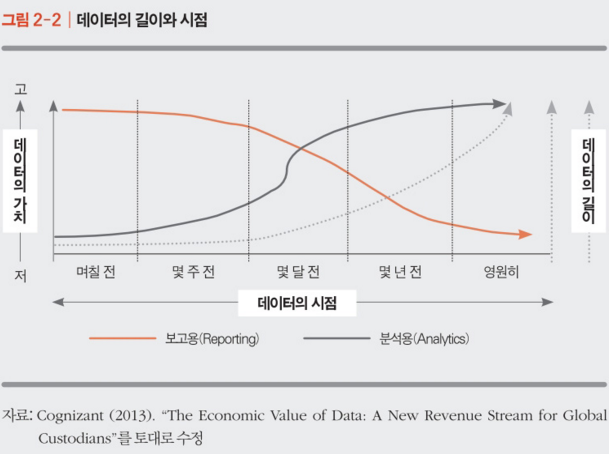 그림 2-2 | 데이터의 길이와 시점
고
데이터의 가치
저
데이터의 길이
며칠 전 몇 주 전 몇 달 전 몇 년 전 영원히
데이터의 시점
보고용(Reporting) 분석용(Analytics)
자료: Cognizant (2013). “The Economic Value of Data: A New Revenue Stream for Global
Custodians”를 토대로 수정